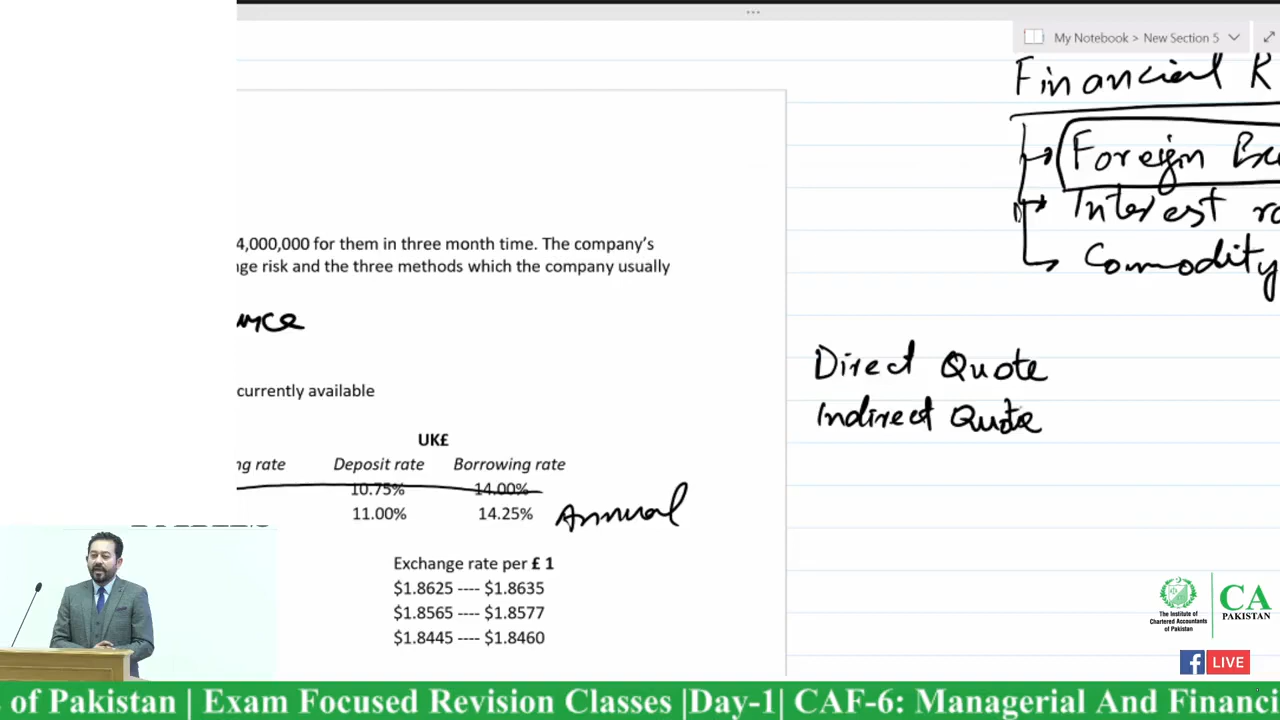 My Notebook > New Section 5
Financial R
Foreign
Interest
Commodity
4,000,000 for them in three month time. The company's
nge risk and the three methods which the company usually
currently available
Direct Quote
Indirect Quote
UK£
ng rate Deposit rate Borrowing rate
10.75% 14.00%
11.00% 14.25% Annual
Exchange rate per £ 1
$1.8625 ---- $1.8635
$1.8565 ---- $1.8577
$1.8445 ---- $1.8460
The Institute of
Chartered Accountants
of Pakistan
CA
PAKISTAN
f LIVE
of Pakistan | Exam Focused Revision Classes |Day-1| CAF-6: Managerial And Financi